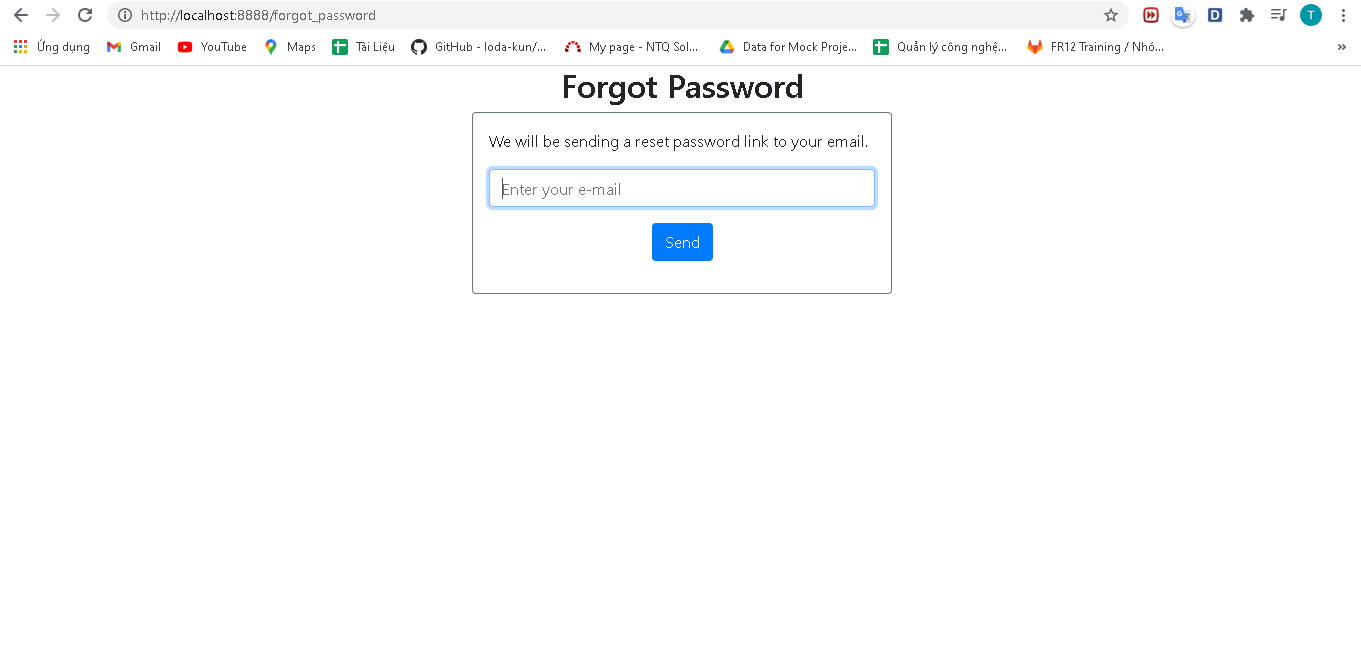 http://localhost:8888/forgot_password
T
Ứng dụng Gmail YouTube Maps Tài Liệu GitHub - loda-kun/... My page - NTQ Sol... Data for Mock Proje... Quản lý công nghệ... FR12 Training / Nhó... »
Forgot Password
We will be sending a reset password link to your email.
Enter your e-mail
Send